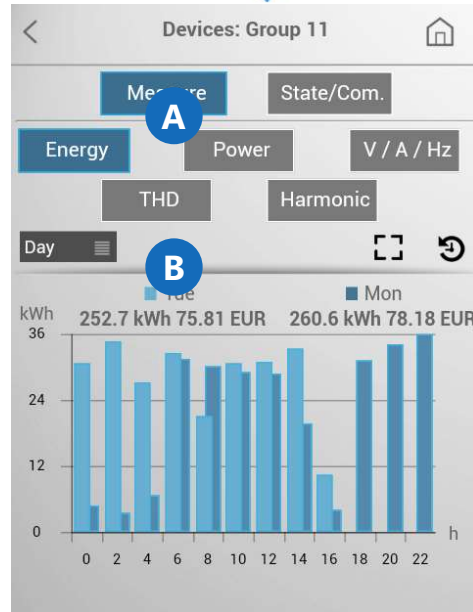 Devices: Group 11
A
State/Com.
Energy
Power
V / A / Hz
THD
Harmonic
Day
B
Mon
kWh
252.7 kWh 75.81 EUR
260.6 kWh 78.18 EUR
36
24
12
0
h
0 2 4 6 8 10 12 14 16 18 20 22